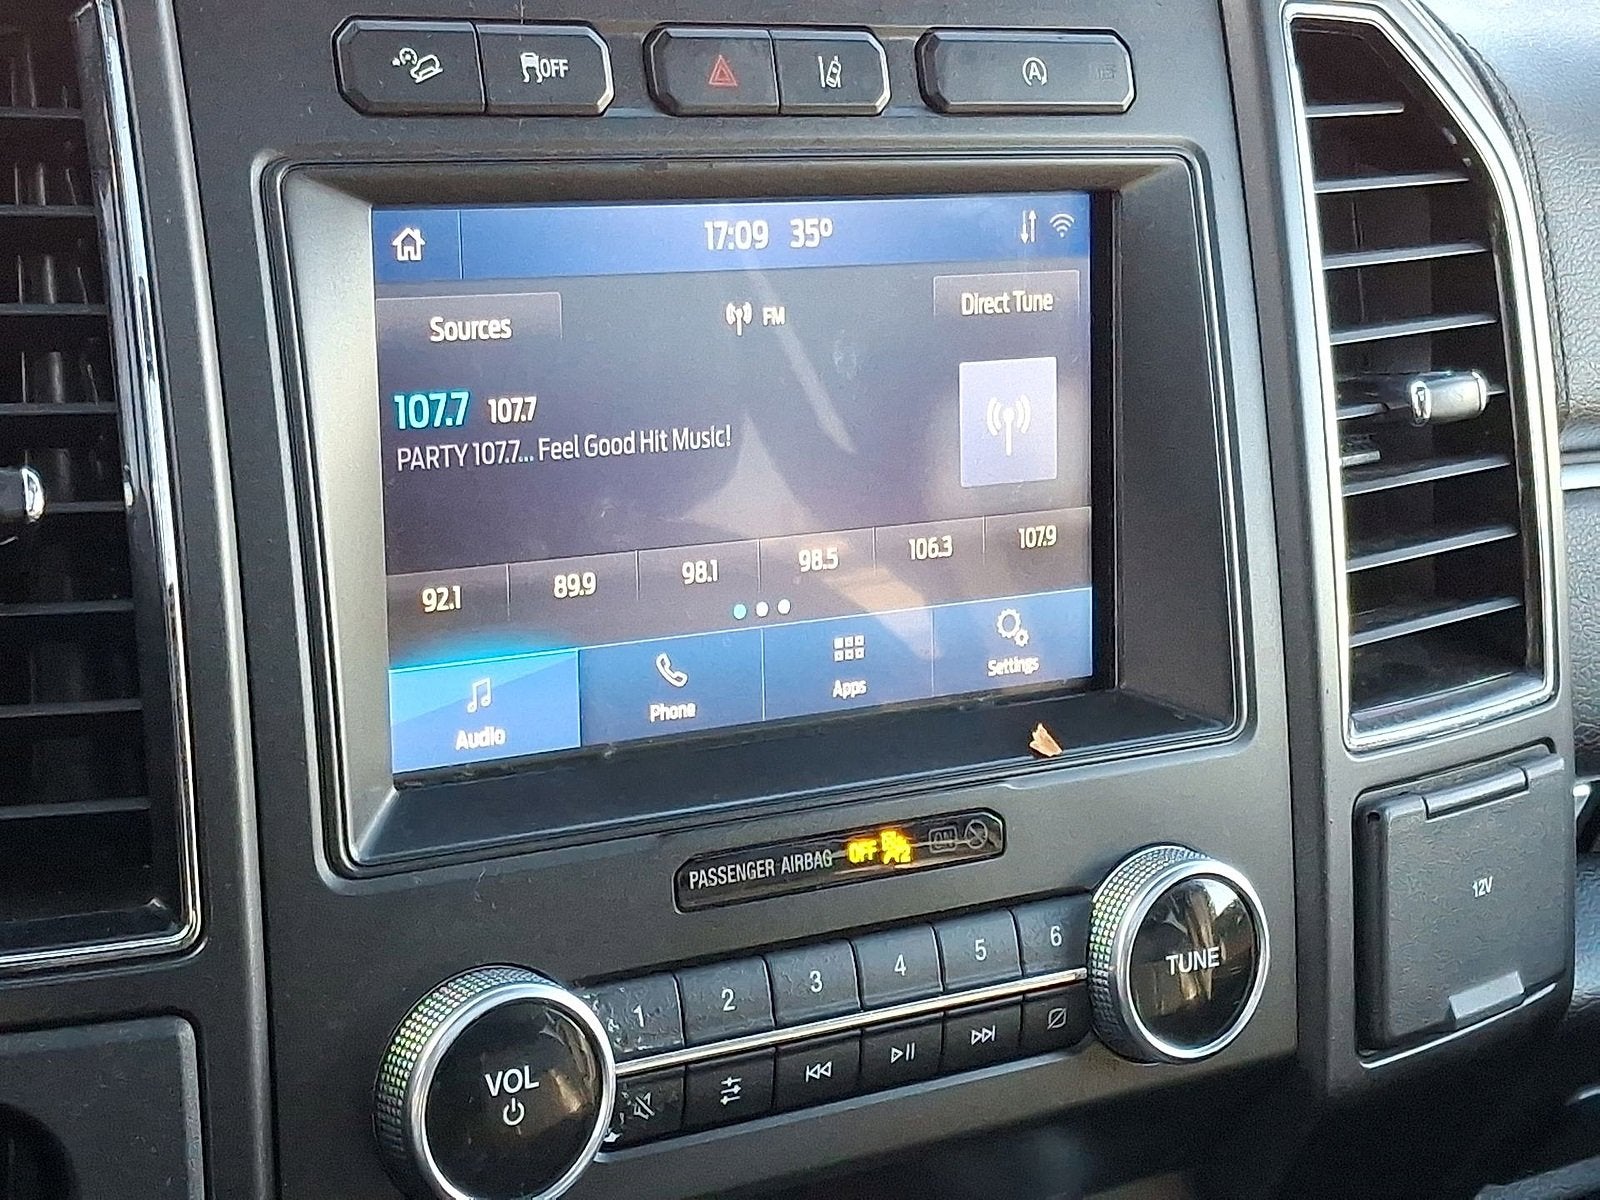 OFF
A
17:09 35°
Sources
FM
Direct Tune
107.7 107.7
PARTY 107.7... Feel Good Hit Music!
92.1 89.9 98.1 98.5 106.3 107.9
Audio Phone Apps Settings
PASSENGER AIRBAG OFF ON
1 2 3 4 5 6
VOL
TUNE
12V